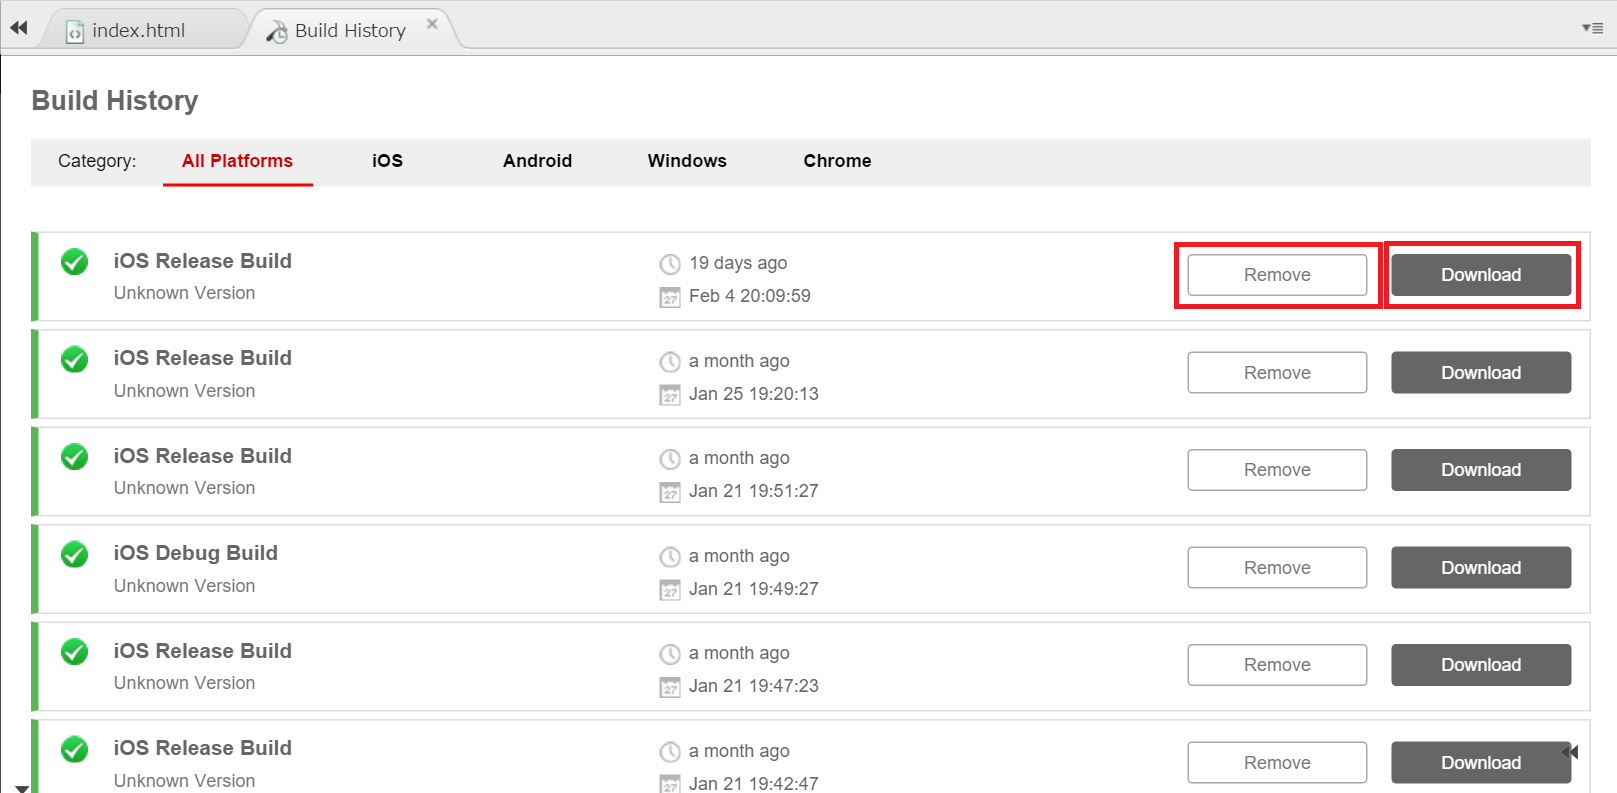 index.html
Build History
Build History
Category: All Platforms iOS Android Windows Chrome
iOS Release Build
Unknown Version
19 days ago
27 Feb 4 20:09:59
Remove
Download
iOS Release Build
Unknown Version
a month ago
27 Jan 25 19:20:13
Remove
Download
iOS Release Build
Unknown Version
a month ago
27 Jan 21 19:51:27
Remove
Download
iOS Debug Build
Unknown Version
a month ago
27 Jan 21 19:49:27
Remove
Download
iOS Release Build
Unknown Version
a month ago
27 Jan 21 19:47:23
Remove
Download
iOS Release Build
Unknown Version
a month ago
27 Jan 21 19:42:47
Remove
Download